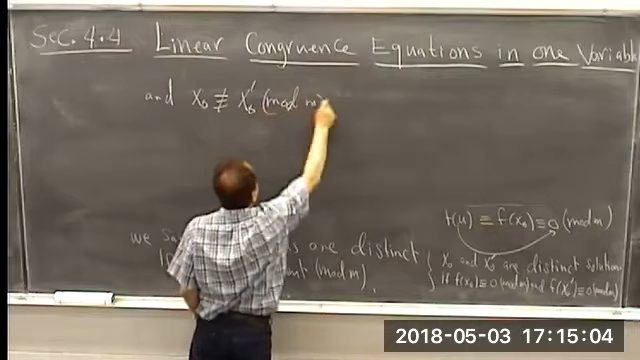 Sec. 4.4 Linear Congruence Equations in one Variable
and x₀ ≢ x₀' (mod m)
f(u) ≡ f(x₀) ≡ 0 (mod m)
we are distinct
(mod m).
x₀ and x₀' are distinct solution
if f(x₀) ≡ 0 (mod m) and f(x₀') ≡ 0 (mod m)
2018-05-03 17:15:04